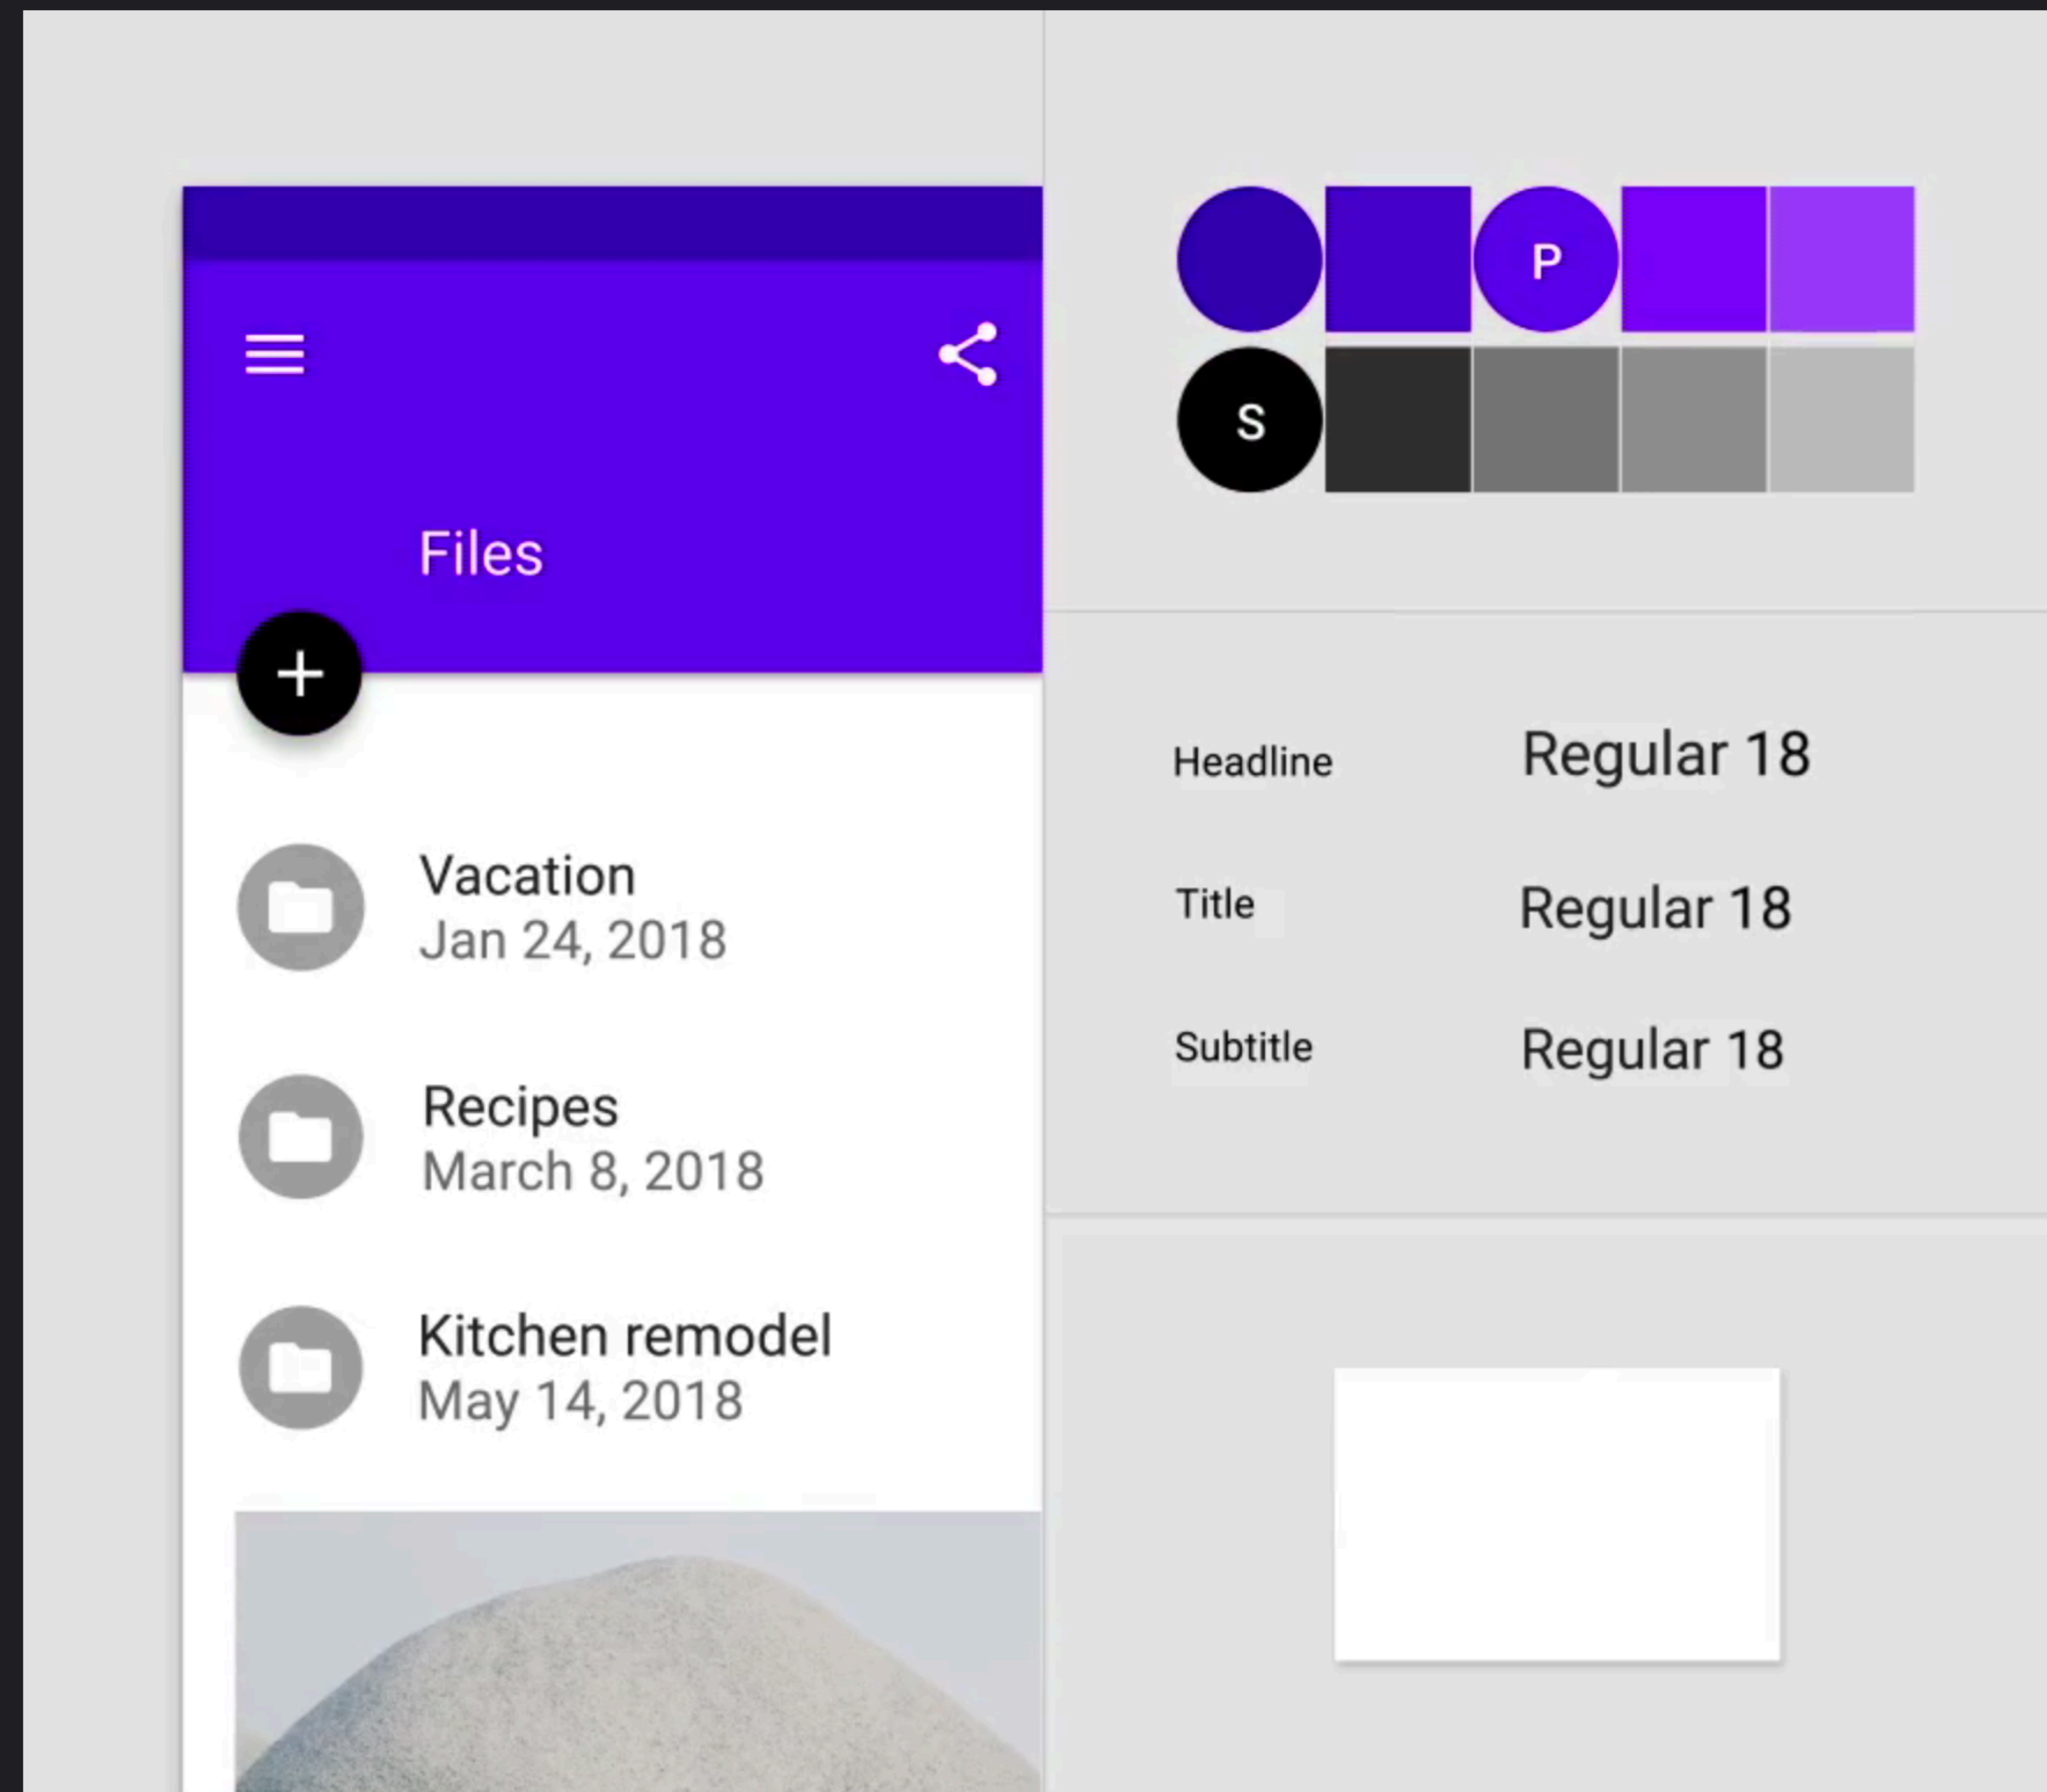 Files
+
Vacation
Jan 24, 2018
Recipes
March 8, 2018
Kitchen remodel
May 14, 2018
P
S
Headline Regular 18
Title Regular 18
Subtitle Regular 18